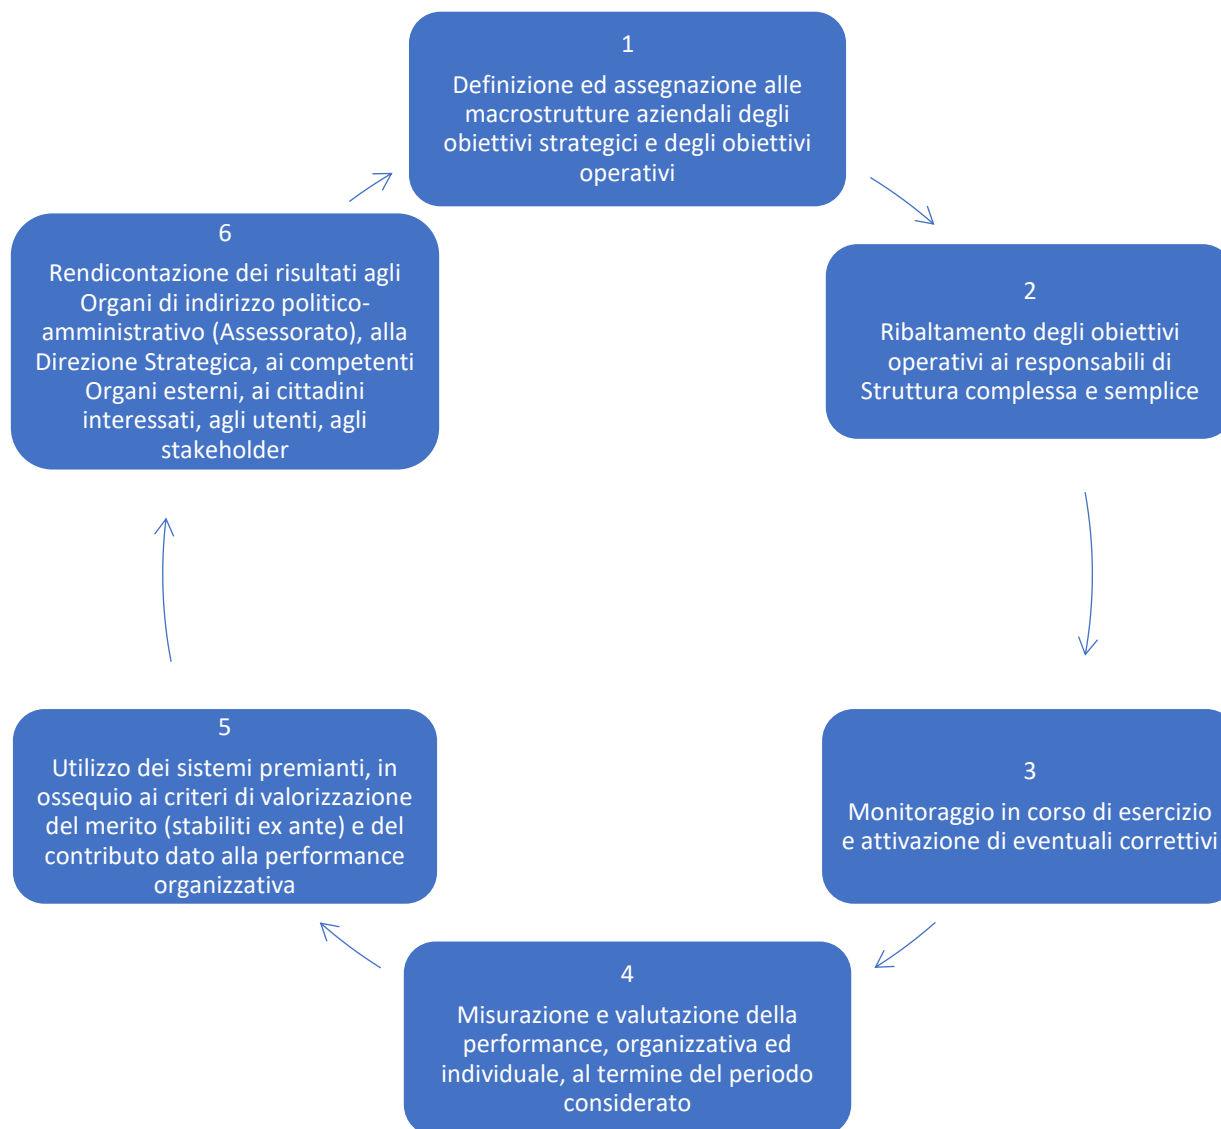 1
Definizione ed assegnazione alle
macrostrutture aziendali degli
obiettivi strategici e degli obiettivi
operativi
2
Ribaltamento degli obiettivi
operativi ai responsabili di
Struttura complessa e semplice
3
Monitoraggio in corso di esercizio
e attivazione di eventuali correttivi
4
Misurazione e valutazione della
performance, organizzativa ed
individuale, al termine del periodo
considerato
5
Utilizzo dei sistemi premianti, in
ossequio ai criteri di valorizzazione
del merito (stabiliti ex ante) e del
contributo dato alla performance
organizzativa
6
Rendicontazione dei risultati agli
Organi di indirizzo politico-
amministrativo (Assessorato), alla
Direzione Strategica, ai competenti
Organi esterni, ai cittadini
interessati, agli utenti, agli
stakeholder